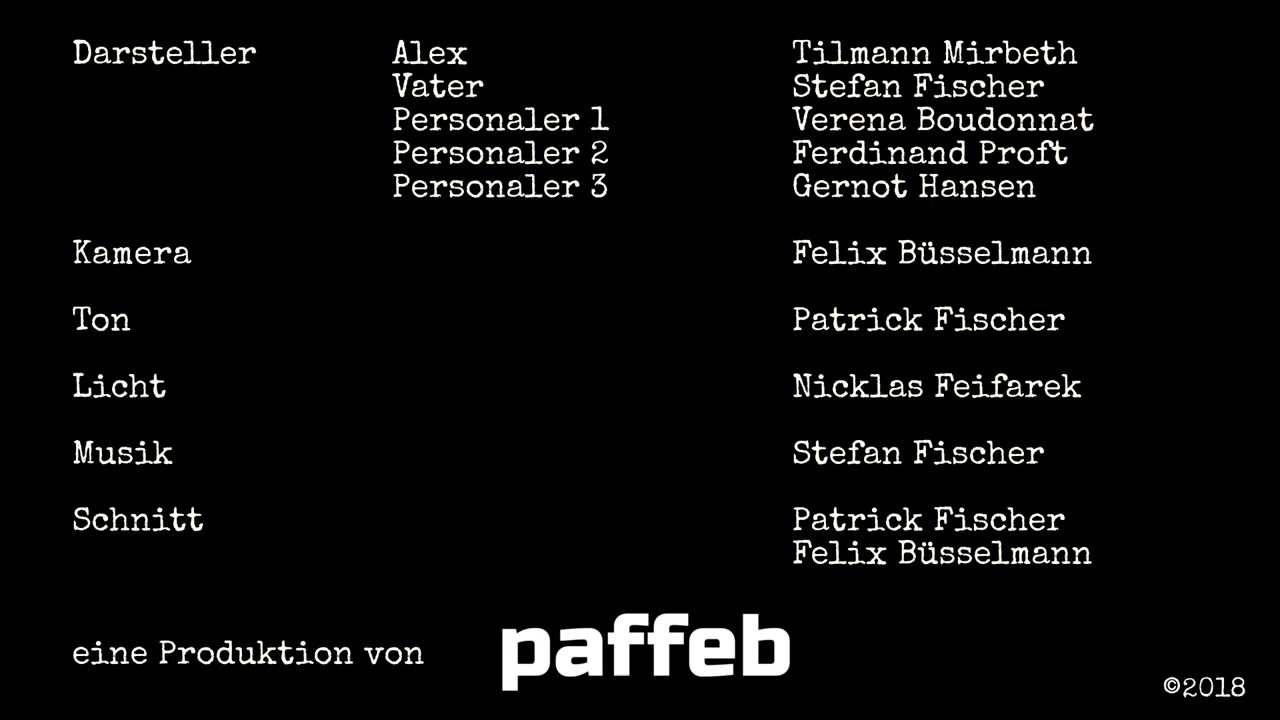 Darsteller Alex Tilmann Mirbeth
Vater Stefan Fischer
Personaler 1 Verena Boudonnat
Personaler 2 Ferdinand Proft
Personaler 3 Gernot Hansen
Kamera Felix Büsselmann
Ton Patrick Fischer
Licht Nicklas Feifarek
Musik Stefan Fischer
Schnitt Patrick Fischer
Felix Büsselmann
eine Produktion von paffeb
©2018